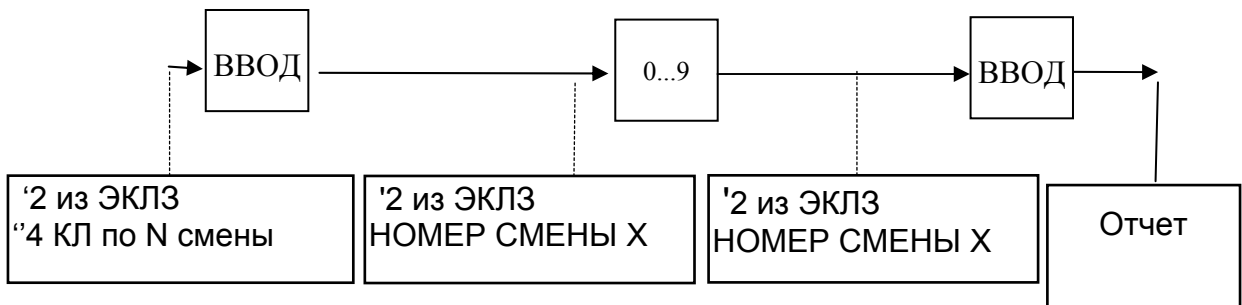 ВВОД
0...9
ВВОД
‘2 из ЭКЛЗ
‘’4 КЛ по N смены
'2 из ЭКЛЗ
НОМЕР СМЕНЫ X
'2 из ЭКЛЗ
НОМЕР СМЕНЫ X
Отчет